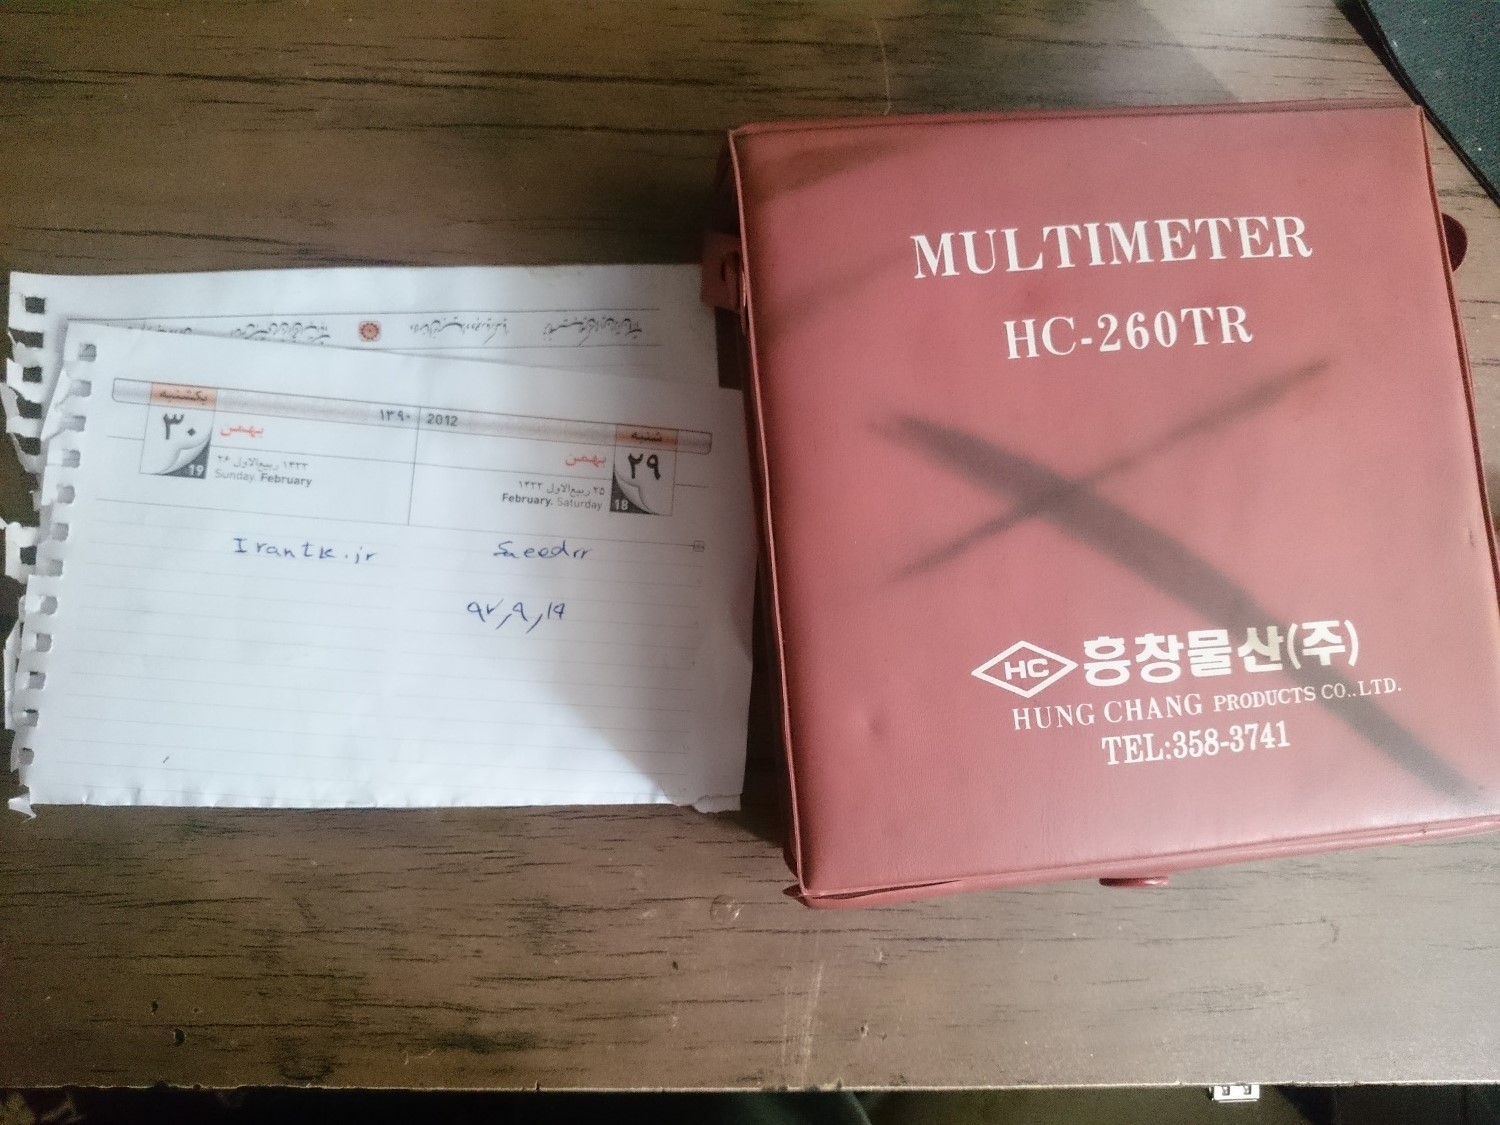 یکشنبه
۳۰
19
بهمن
۲۶ ربیع‌الاول ۱۴۳۳
Sunday. February
۱۳۹۰
2012
شنبه
۲۹
18
بهمن
۲۵ ربیع‌الاول ۱۴۳۳
February. Saturday
Irantk.ir
Saeedrr
۹۷,۹,۱۹
MULTIMETER
HC-260TR
HC 흥창물산(주)
HUNG CHANG PRODUCTS CO.,LTD.
TEL:358-3741